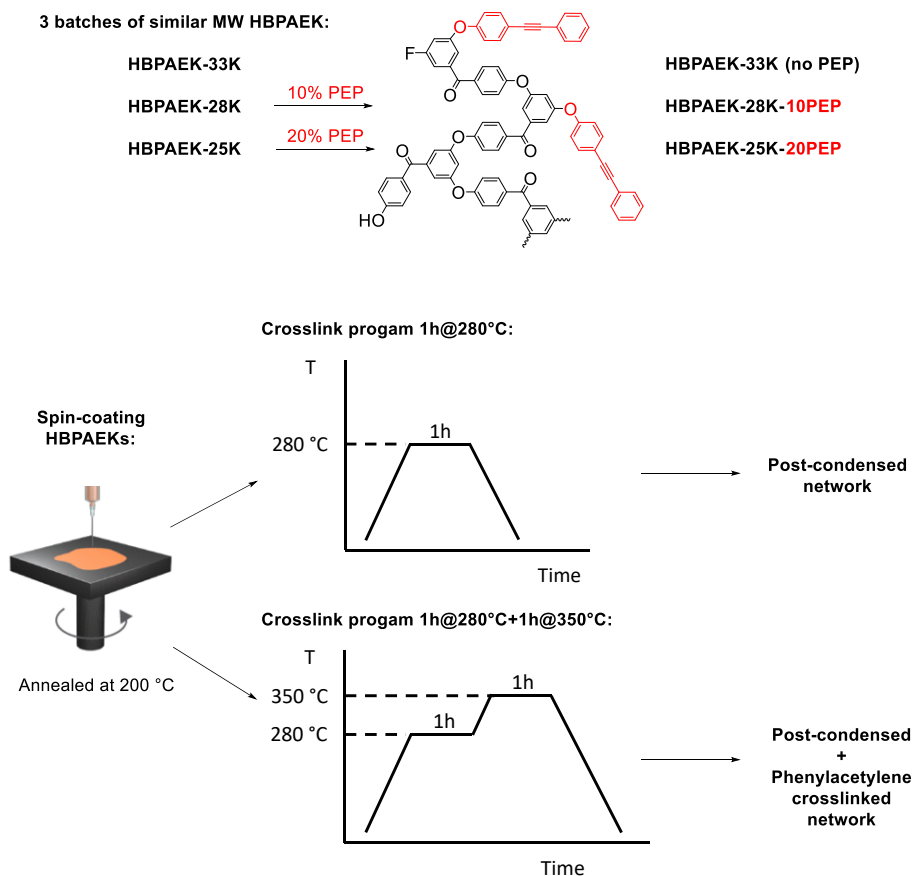 3 batches of similar MW HBPAEK:
HBPAEK-33K
HBPAEK-28K
HBPAEK-25K
10% PEP
20% PEP
O
F
O
O
O
O
O
O
O
O
HO
HBPAEK-33K (no PEP)
HBPAEK-28K-10PEP
HBPAEK-25K-20PEP
Spin-coating
HBPAEKs:
Annealed at 200 °C
Crosslink progam 1h@280°C:
T
280 °C
1h
Time
Post-condensed
network
Crosslink progam 1h@280°C+1h@350°C:
T
350 °C
280 °C
1h
1h
Time
Post-condensed
+
Phenylacetylene
crosslinked
network